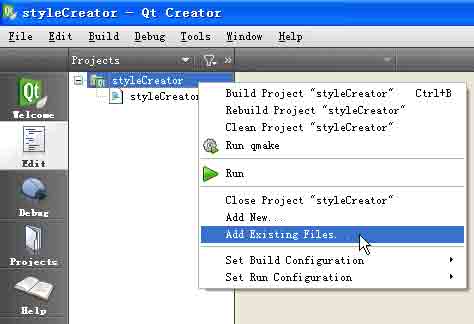 styleCreator - Qt Creator
File Edit Build Debug Tools Window Help
Projects
Qt
Welcome
Edit
Debug
Projects
Help
styleCreator
styleCreator
Build Project "styleCreator" Ctrl+B
Rebuild Project "styleCreator"
Clean Project "styleCreator"
Run qmake
Run
Close Project "styleCreator"
Add New...
Add Existing Files...
Set Build Configuration
Set Run Configuration